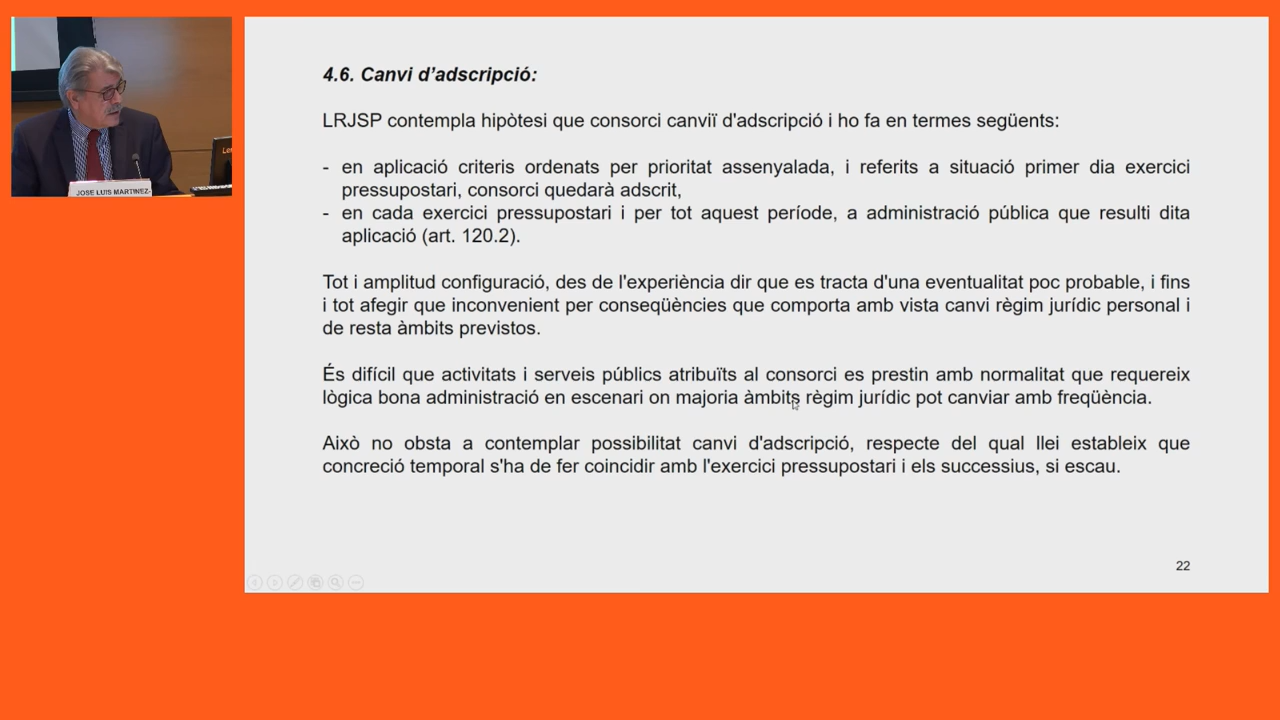 4.6. Canvi d'adscripció:
LRJSP contempla hipòtesi que consorci canviï d'adscripció i ho fa en termes següents:
- en aplicació criteris ordenats per prioritat assenyalada, i referits a situació primer dia exercici
pressupostari, consorci quedarà adscrit,
- en cada exercici pressupostari i per tot aquest període, a administració pública que resulti dita
aplicació (art. 120.2).
Tot i amplitud configuració, des de l'experiència dir que es tracta d'una eventualitat poc probable, i fins
i tot afegir que inconvenient per conseqüències que comporta amb vista canvi règim jurídic personal i
de resta àmbits previstos.
És difícil que activitats i serveis públics atribuïts al consorci es prestin amb normalitat que requereix
lògica bona administració en escenari on majoria àmbits règim jurídic pot canviar amb freqüència.
Això no obsta a contemplar possibilitat canvi d'adscripció, respecte del qual llei estableix que
concreció temporal s'ha de fer coincidir amb l'exercici pressupostari i els successius, si escau.
22
JOSE LUIS MARTINEZ-